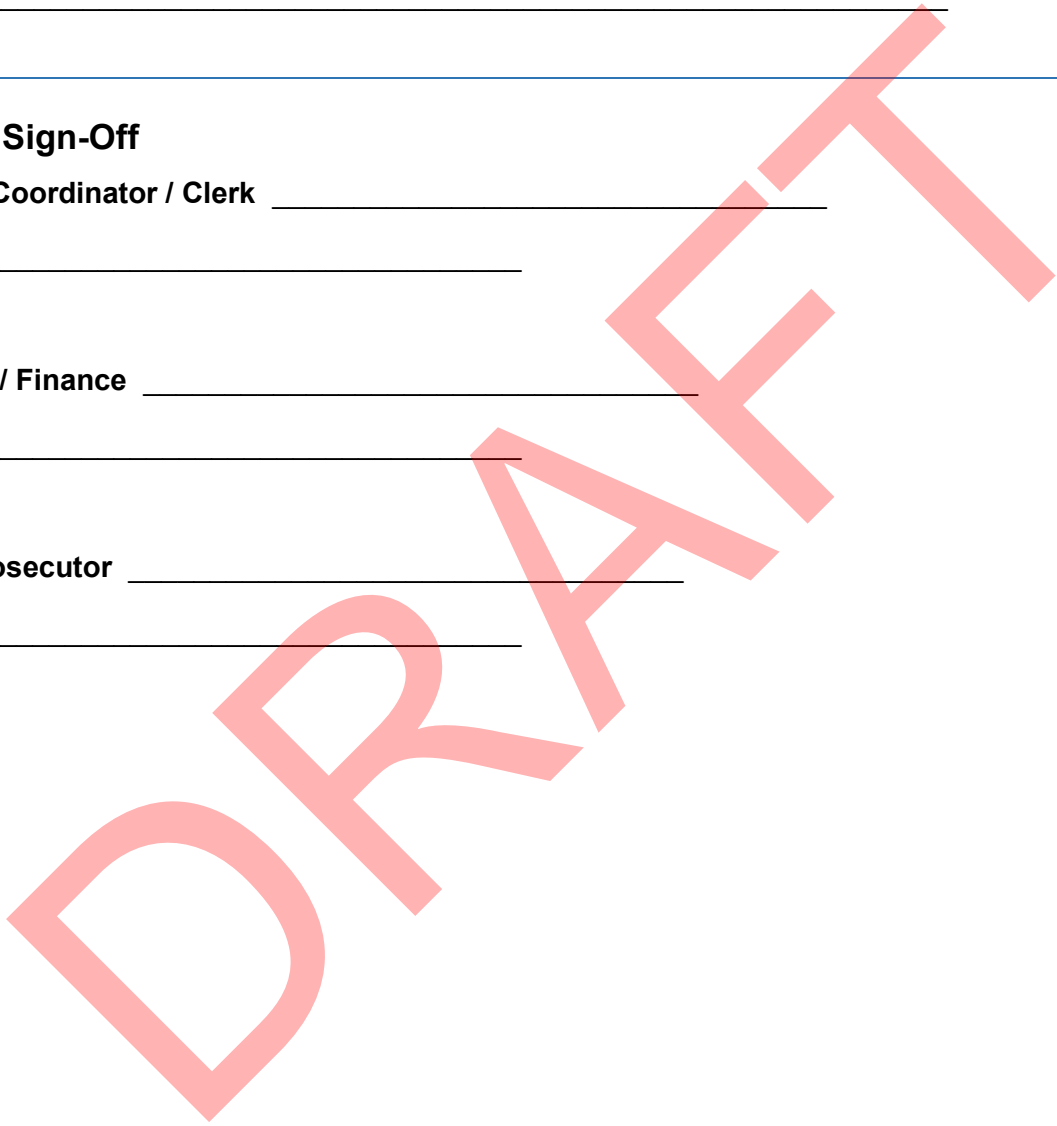 Sign-Off
Coordinator / Clerk
/ Finance
osecutor
DRAFT